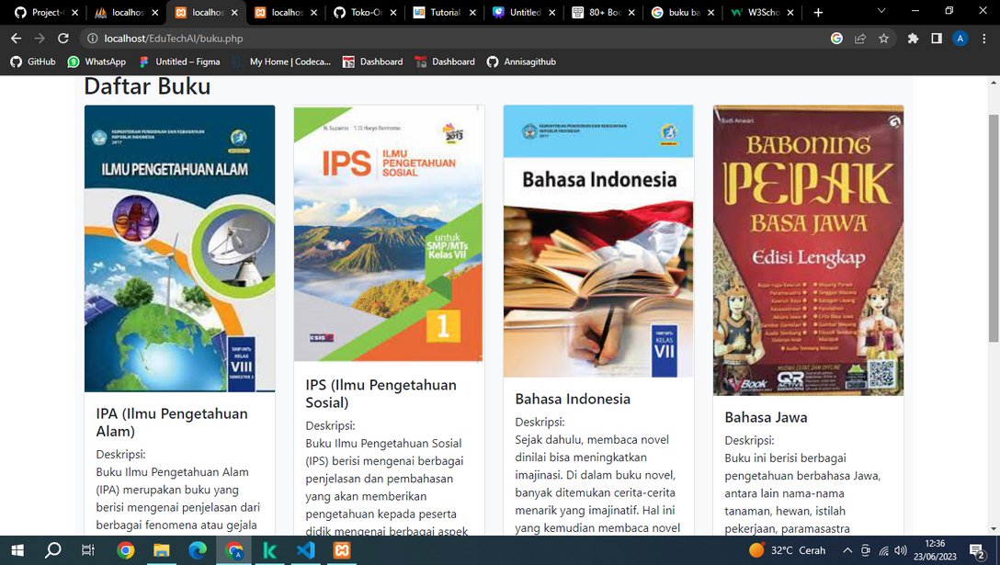 Project-
localhos
localhos
localhos
Toko-Or
Tutorial
Untitled
80+ Boo
buku ba
W3Scho
localhost/EduTechAI/buku.php
A
GitHub
WhatsApp
Untitled – Figma
My Home | Codeca...
Dashboard
Dashboard
Annisagithub
Daftar Buku
KEMENTERIAN PENDIDIKAN DAN KEBUDAYAAN
REPUBLIK INDONESIA
2017
ILMU PENGETAHUAN ALAM
SMP/MTs
KELAS
VIII
SEMESTER 2
IPA (Ilmu Pengetahuan
Alam)
Deskripsi:
Buku Ilmu Pengetahuan Alam
(IPA) merupakan buku yang
berisi mengenai penjelasan dari
berbagai fenomena atau gejala
2013
IPS
ILMU
PENGETAHUAN
SOSIAL
untuk
SMP/MTs
Kelas VII
1
IPS (Ilmu Pengetahuan
Sosial)
Deskripsi:
Buku Ilmu Pengetahuan Sosial
(IPS) berisi mengenai berbagai
penjelasan dan pembahasan
yang akan memberikan
pengetahuan kepada peserta
didik mengenai berbagai aspek
KEMENTERIAN PENDIDIKAN DAN KEBUDAYAAN
REPUBLIK INDONESIA
2017
Bahasa Indonesia
SMP/MTs
KELAS
VII
Bahasa Indonesia
Deskripsi:
Sejak dahulu, membaca novel
dinilai bisa meningkatkan
imajinasi. Di dalam buku novel,
banyak ditemukan cerita-cerita
menarik yang imajinatif. Hal ini
yang kemudian membaca novel
Budi Anwari
BABONING
PEPAK
BASA JAWA
Edisi Lengkap
Book
QR
ACTIVE
Bahasa Jawa
Deskripsi:
Buku ini berisi berbagai
pengetahuan berbahasa Jawa,
antara lain nama-nama
tanaman, hewan, istilah
pekerjaan, paramasastra
32°C Cerah
12:36
23/06/2023
2